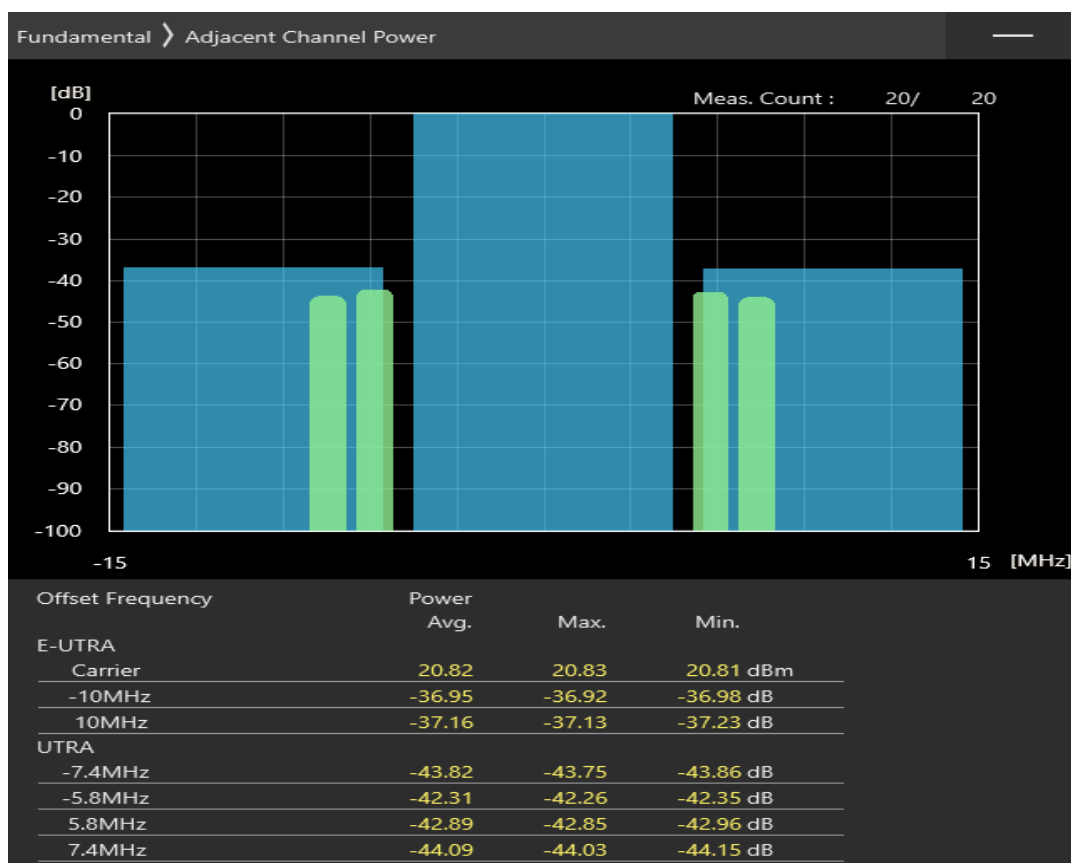 Fundamental 〉 Adjacent Channel Power
[dB]
Meas. Count : 20/ 20
0
-10
-20
-30
-40
-50
-60
-70
-80
-90
-100
-15 15 [MHz]
Offset Frequency Power
Avg. Max. Min.
E-UTRA
Carrier 20.82 20.83 20.81 dBm
-10MHz -36.95 -36.92 -36.98 dB
10MHz -37.16 -37.13 -37.23 dB
UTRA
-7.4MHz -43.82 -43.75 -43.86 dB
-5.8MHz -42.31 -42.26 -42.35 dB
5.8MHz -42.89 -42.85 -42.96 dB
7.4MHz -44.09 -44.03 -44.15 dB